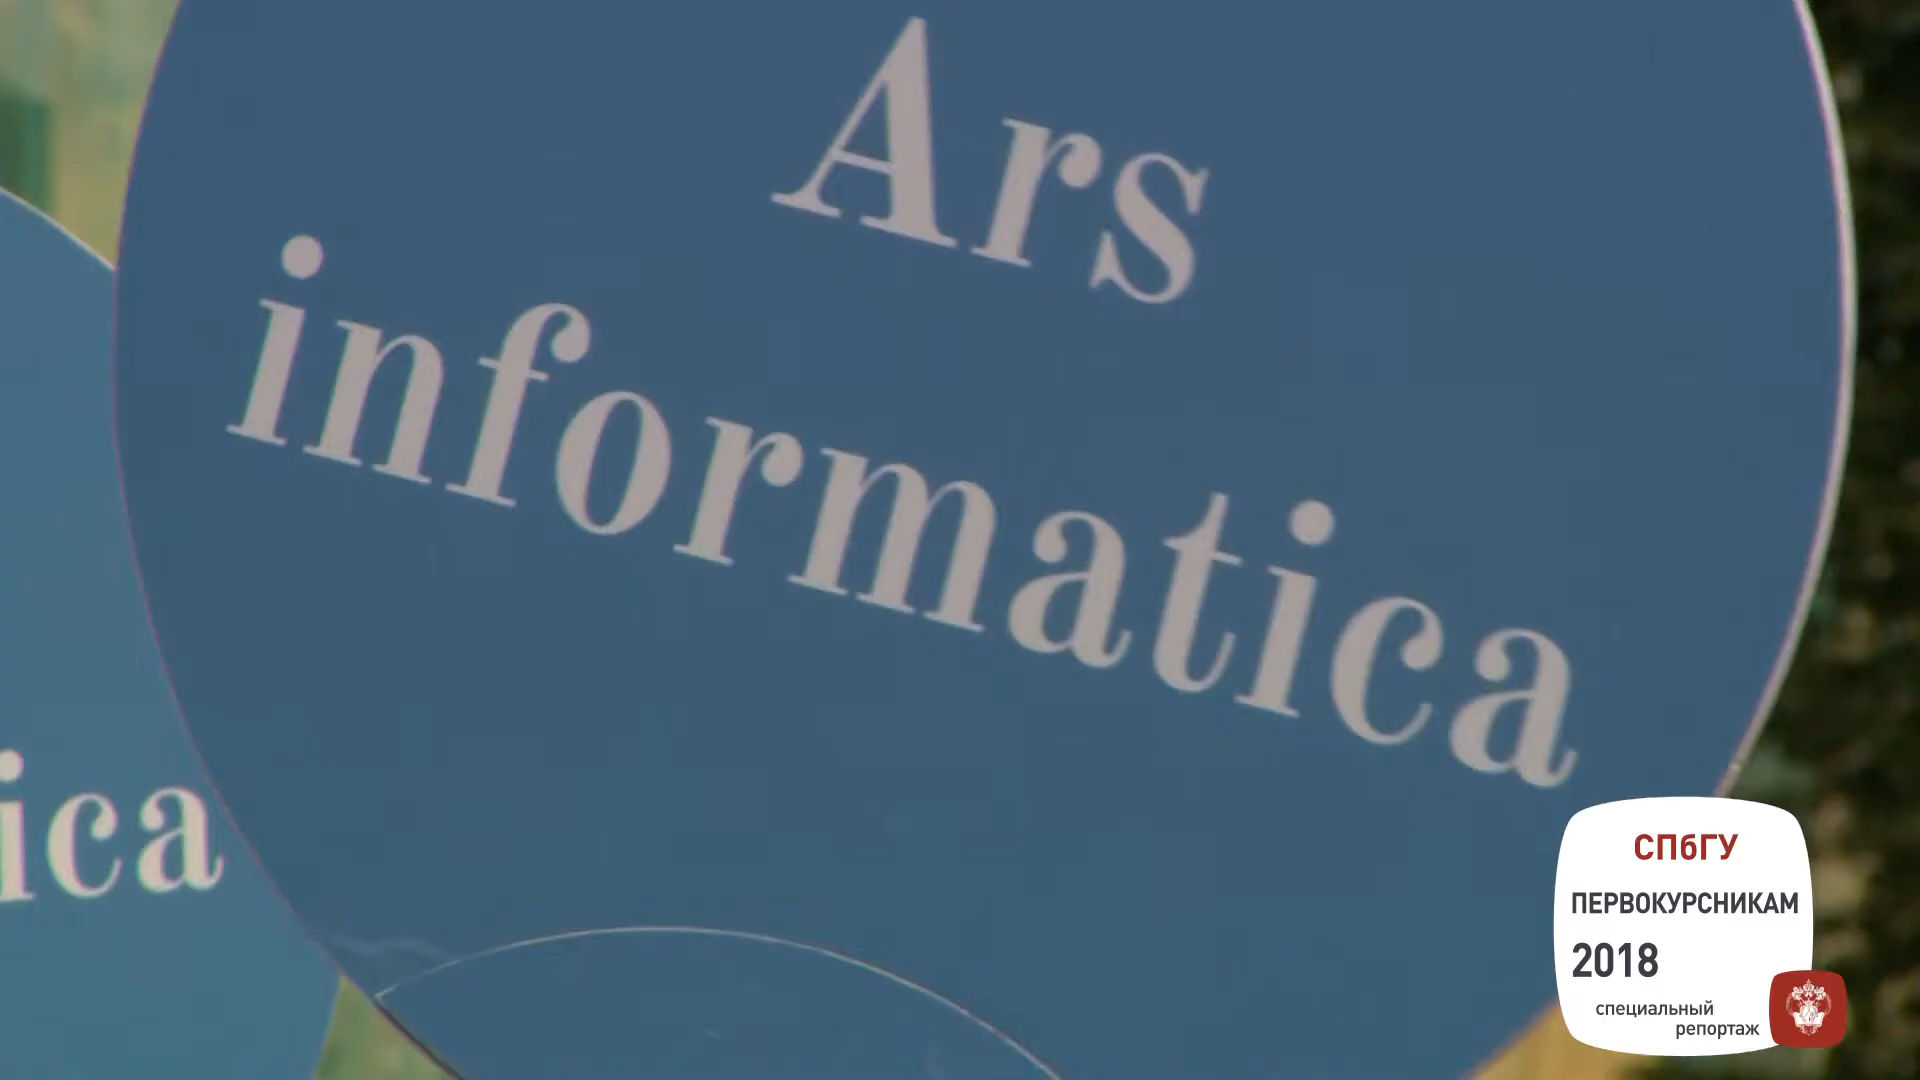 Ars
informatica
ica
СПбГУ
ПЕРВОКУРСНИКАМ
2018
специальный
репортаж